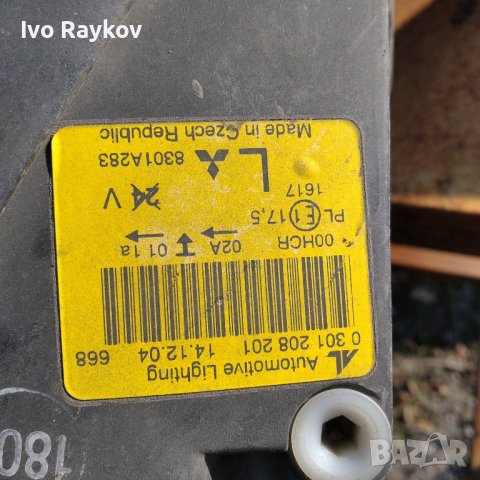 Ivo Raykov
Automotive Lighting
0 301 208 201 14.12.04 668
00HCR 02A 01 1a
PL E1 17,5 24 V
1617
L 8301A283
Made in Czech Republic
180
BAZAR